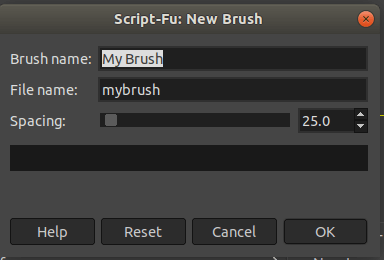 Script-Fu: New Brush
Brush name: My Brush
File name: mybrush
Spacing: 25.0
Help Reset Cancel OK